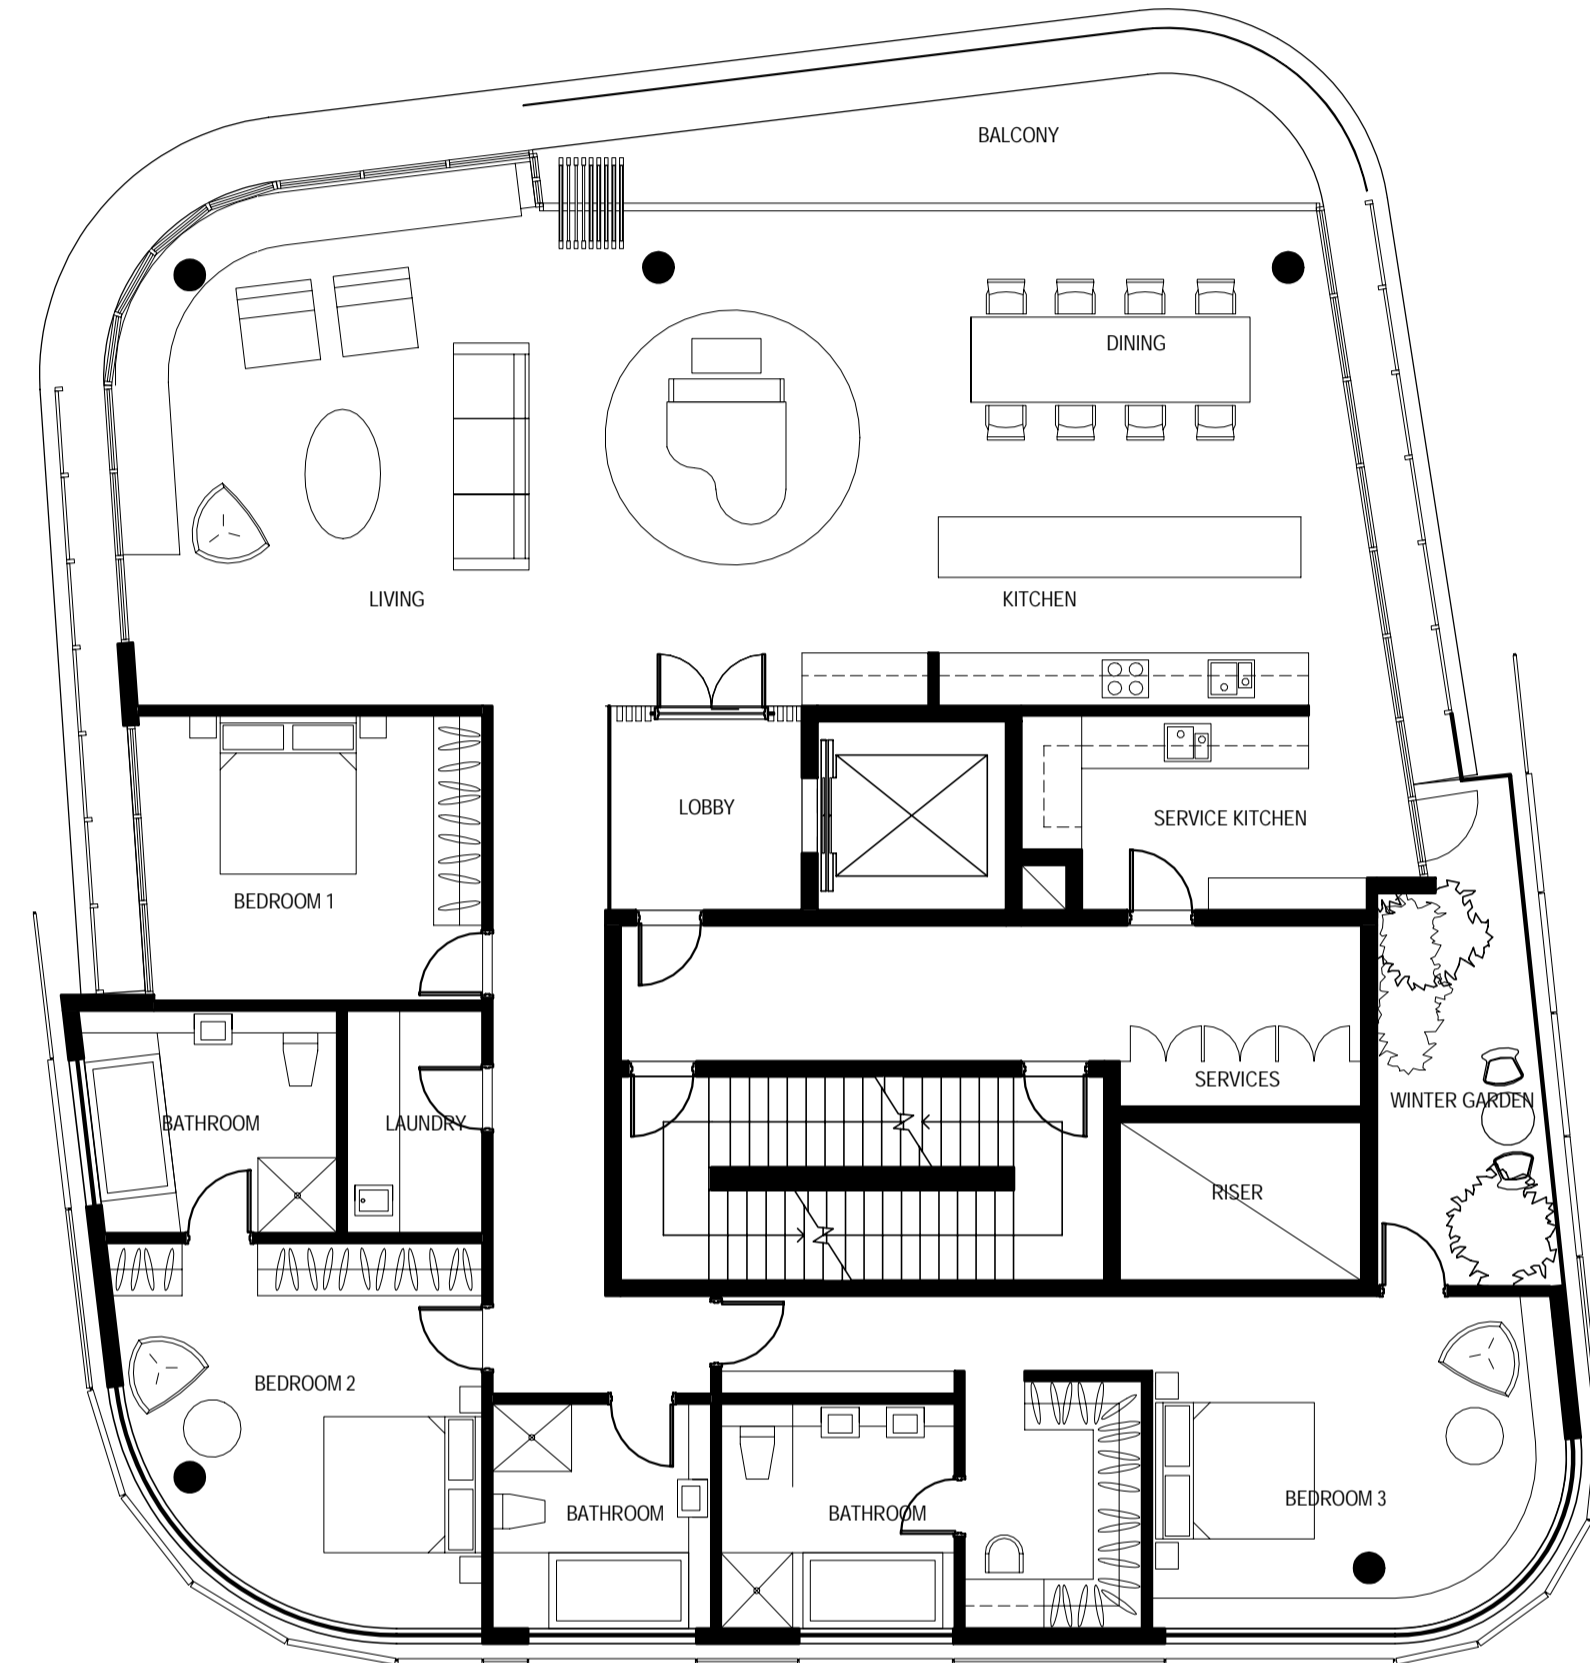 BALCONY
DINING
LIVING
KITCHEN
LOBBY
SERVICE KITCHEN
BEDROOM 1
SERVICES
WINTER GARDEN
BATHROOM
LAUNDRY
RISER
BEDROOM 2
BEDROOM 3
BATHROOM
BATHROOM